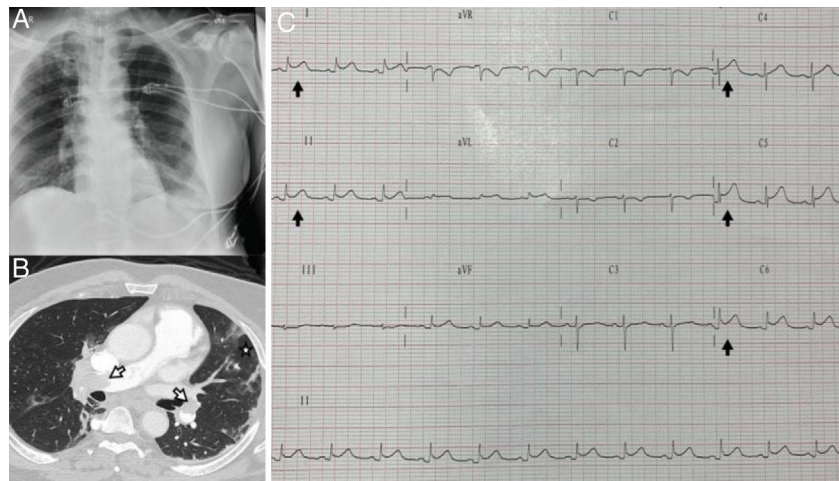 A
R
B
C
I aVR C1 C4
II aVL C2 C5
III aVF C3 C6
II